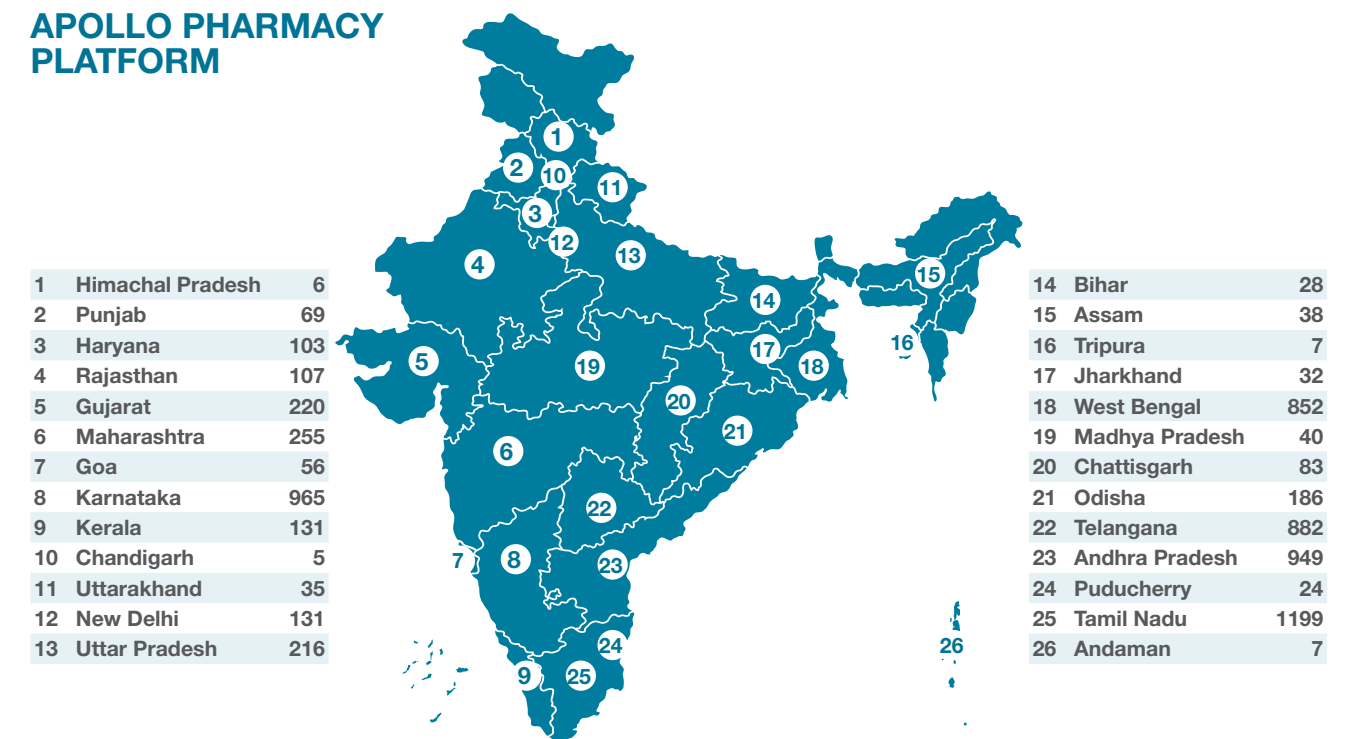 APOLLO PHARMACY
PLATFORM
1 Himachal Pradesh 6
2 Punjab 69
3 Haryana 103
4 Rajasthan 107
5 Gujarat 220
6 Maharashtra 255
7 Goa 56
8 Karnataka 965
9 Kerala 131
10 Chandigarh 5
11 Uttarakhand 35
12 New Delhi 131
13 Uttar Pradesh 216
1
2
10
11
3
12
13
4
15
14
16
17
5
19
18
20
21
6
22
7
8
23
24
26
9
25
14 Bihar 28
15 Assam 38
16 Tripura 7
17 Jharkhand 32
18 West Bengal 852
19 Madhya Pradesh 40
20 Chattisgarh 83
21 Odisha 186
22 Telangana 882
23 Andhra Pradesh 949
24 Puducherry 24
25 Tamil Nadu 1199
26 Andaman 7